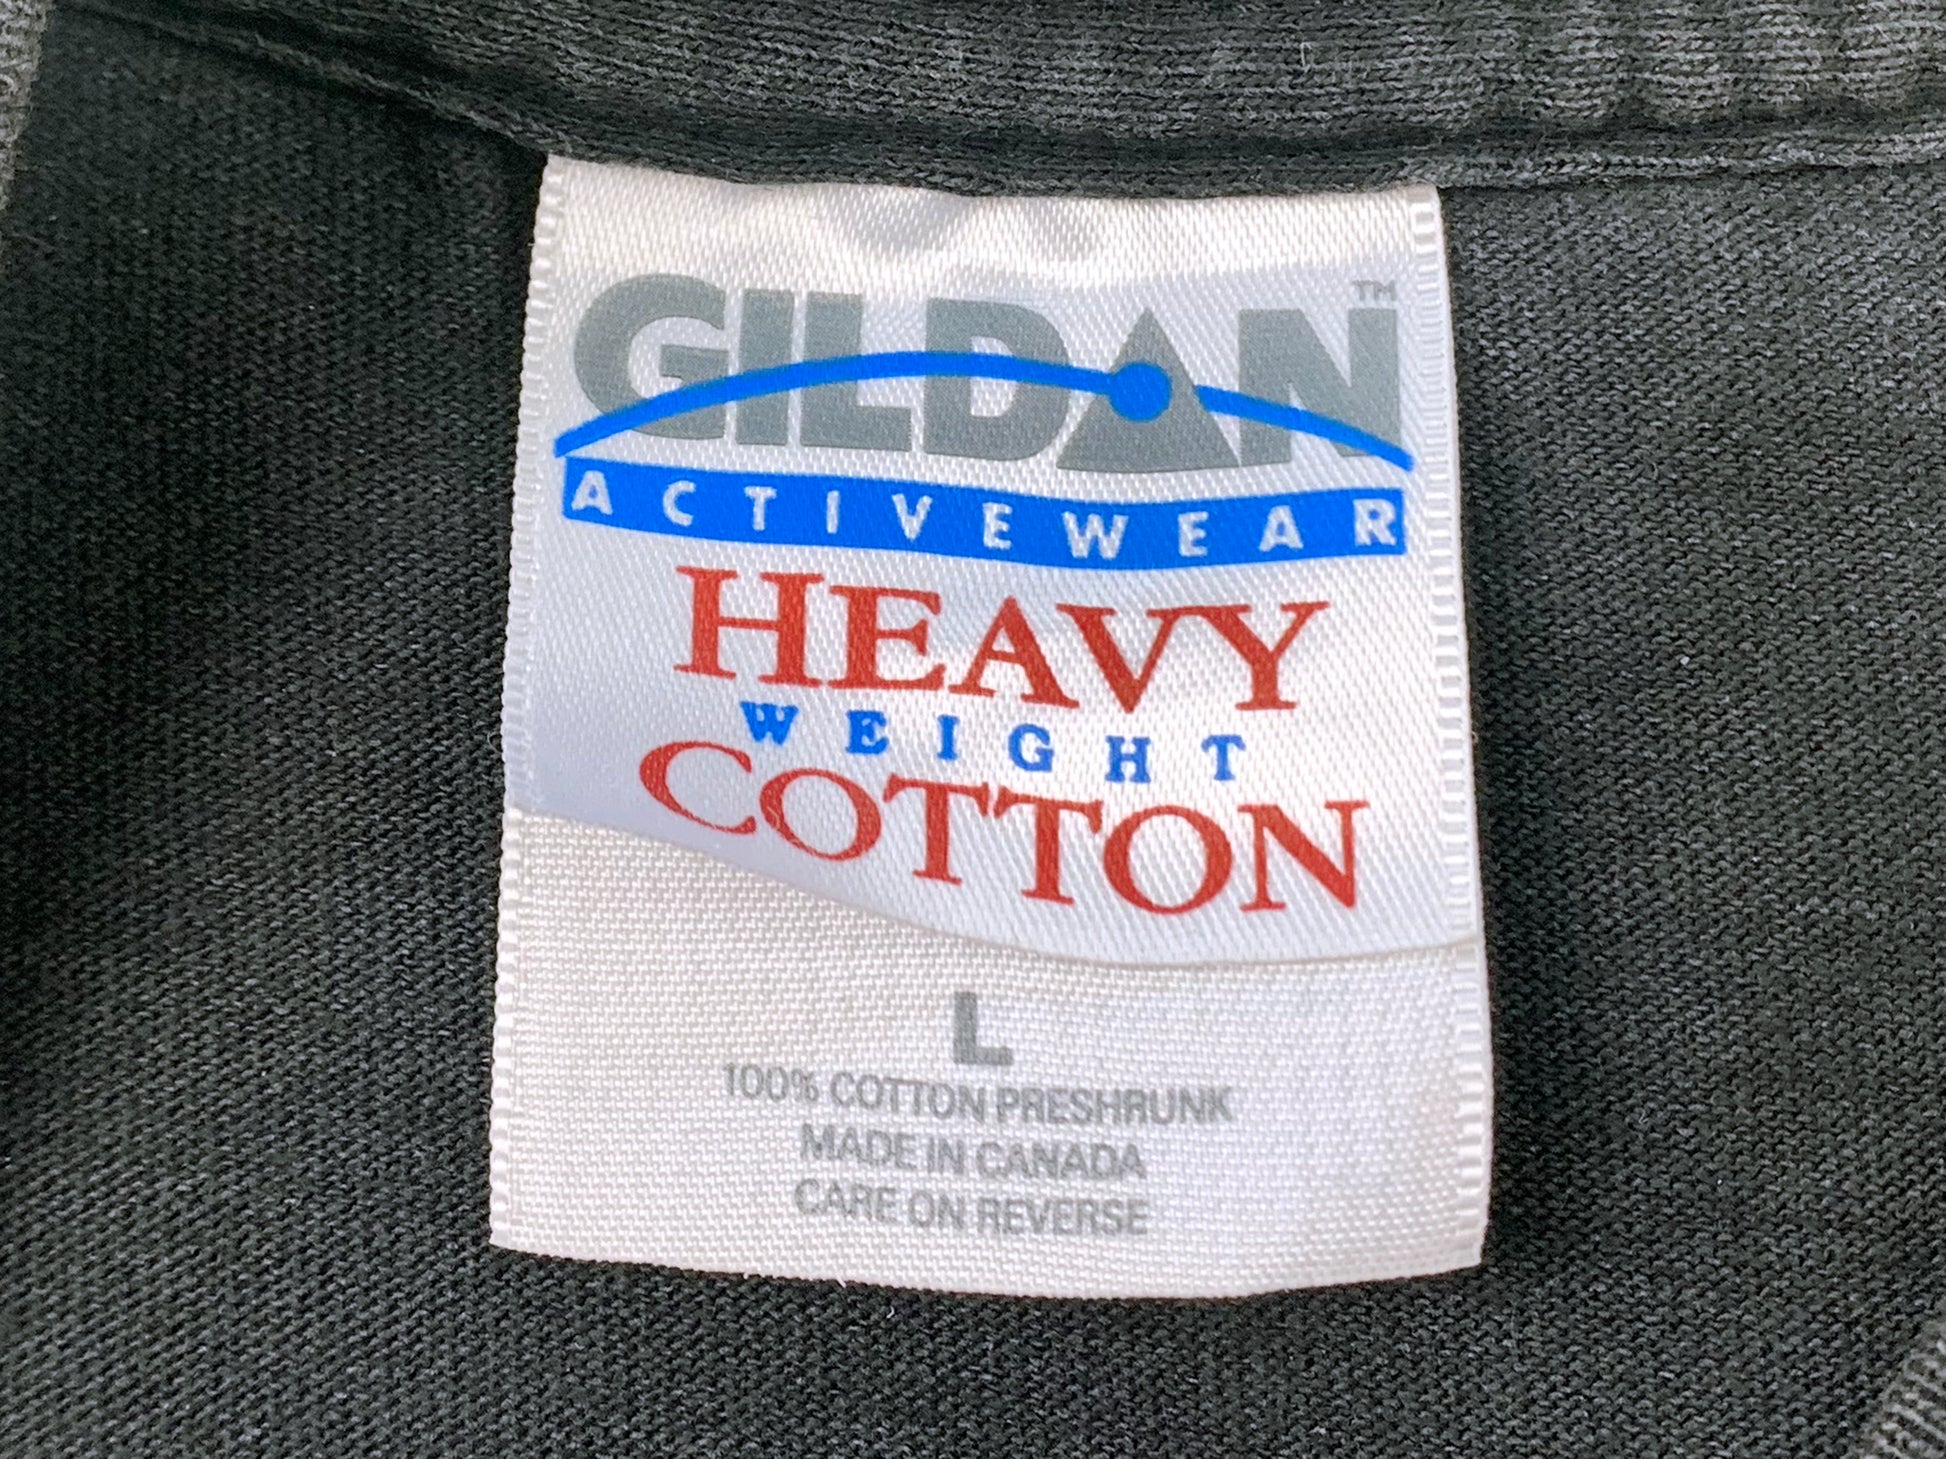 GILDAN™
ACTIVEWEAR
HEAVY
WEIGHT
COTTON
L
100% COTTON PRESHRUNK
MADE IN CANADA
CARE ON REVERSE